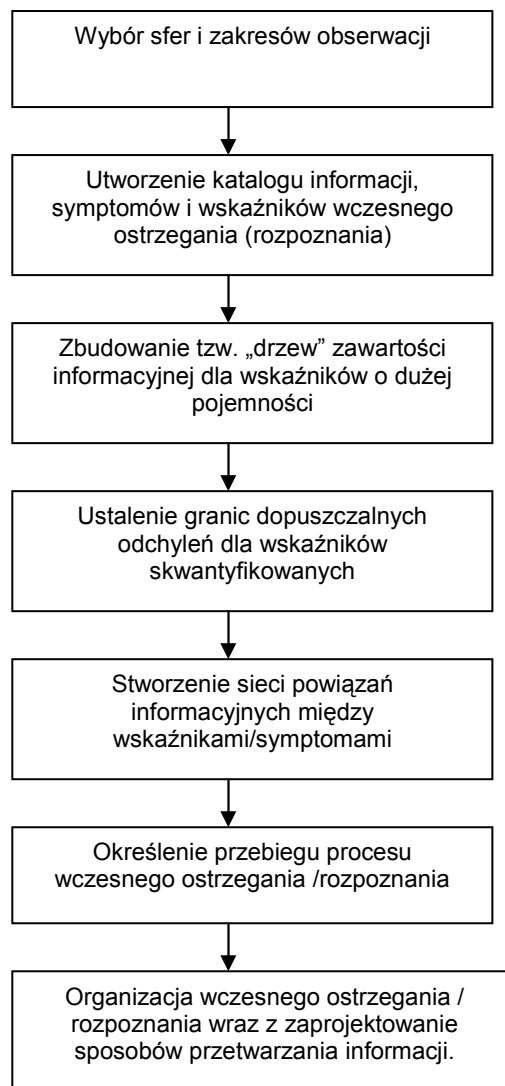 Wybór sfer i zakresów obserwacji
Utworzenie katalogu informacji,
symptomów i wskaźników wczesnego
ostrzegania (rozpoznania)
Zbudowanie tzw. „drzew” zawartości
informacyjnej dla wskaźników o dużej
pojemności
Ustalenie granic dopuszczalnych
odchyleń dla wskaźników
skwantyfikowanych
Stworzenie sieci powiązań
informacyjnych między
wskaźnikami/symptomami
Określenie przebiegu procesu
wczesnego ostrzegania /rozpoznania
Organizacja wczesnego ostrzegania /
rozpoznania wraz z zaprojektowanie
sposobów przetwarzania informacji.